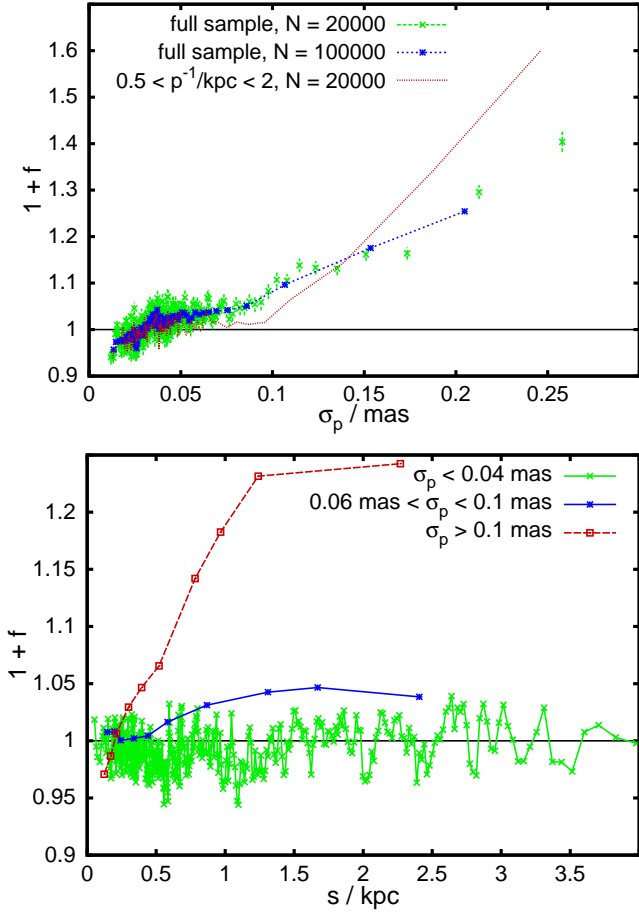 full sample, N = 20000
full sample, N = 100000
0.5 < p⁻¹/kpc < 2, N = 20000
1 + f
1.6
1.5
1.4
1.3
1.2
1.1
1
0.9
0 0.05 0.1 0.15 0.2 0.25
σ_p / mas
σ_p < 0.04 mas
0.06 mas < σ_p < 0.1 mas
σ_p > 0.1 mas
1 + f
1.2
1.15
1.1
1.05
1
0.95
0.9
0 0.5 1 1.5 2 2.5 3 3.5
s / kpc